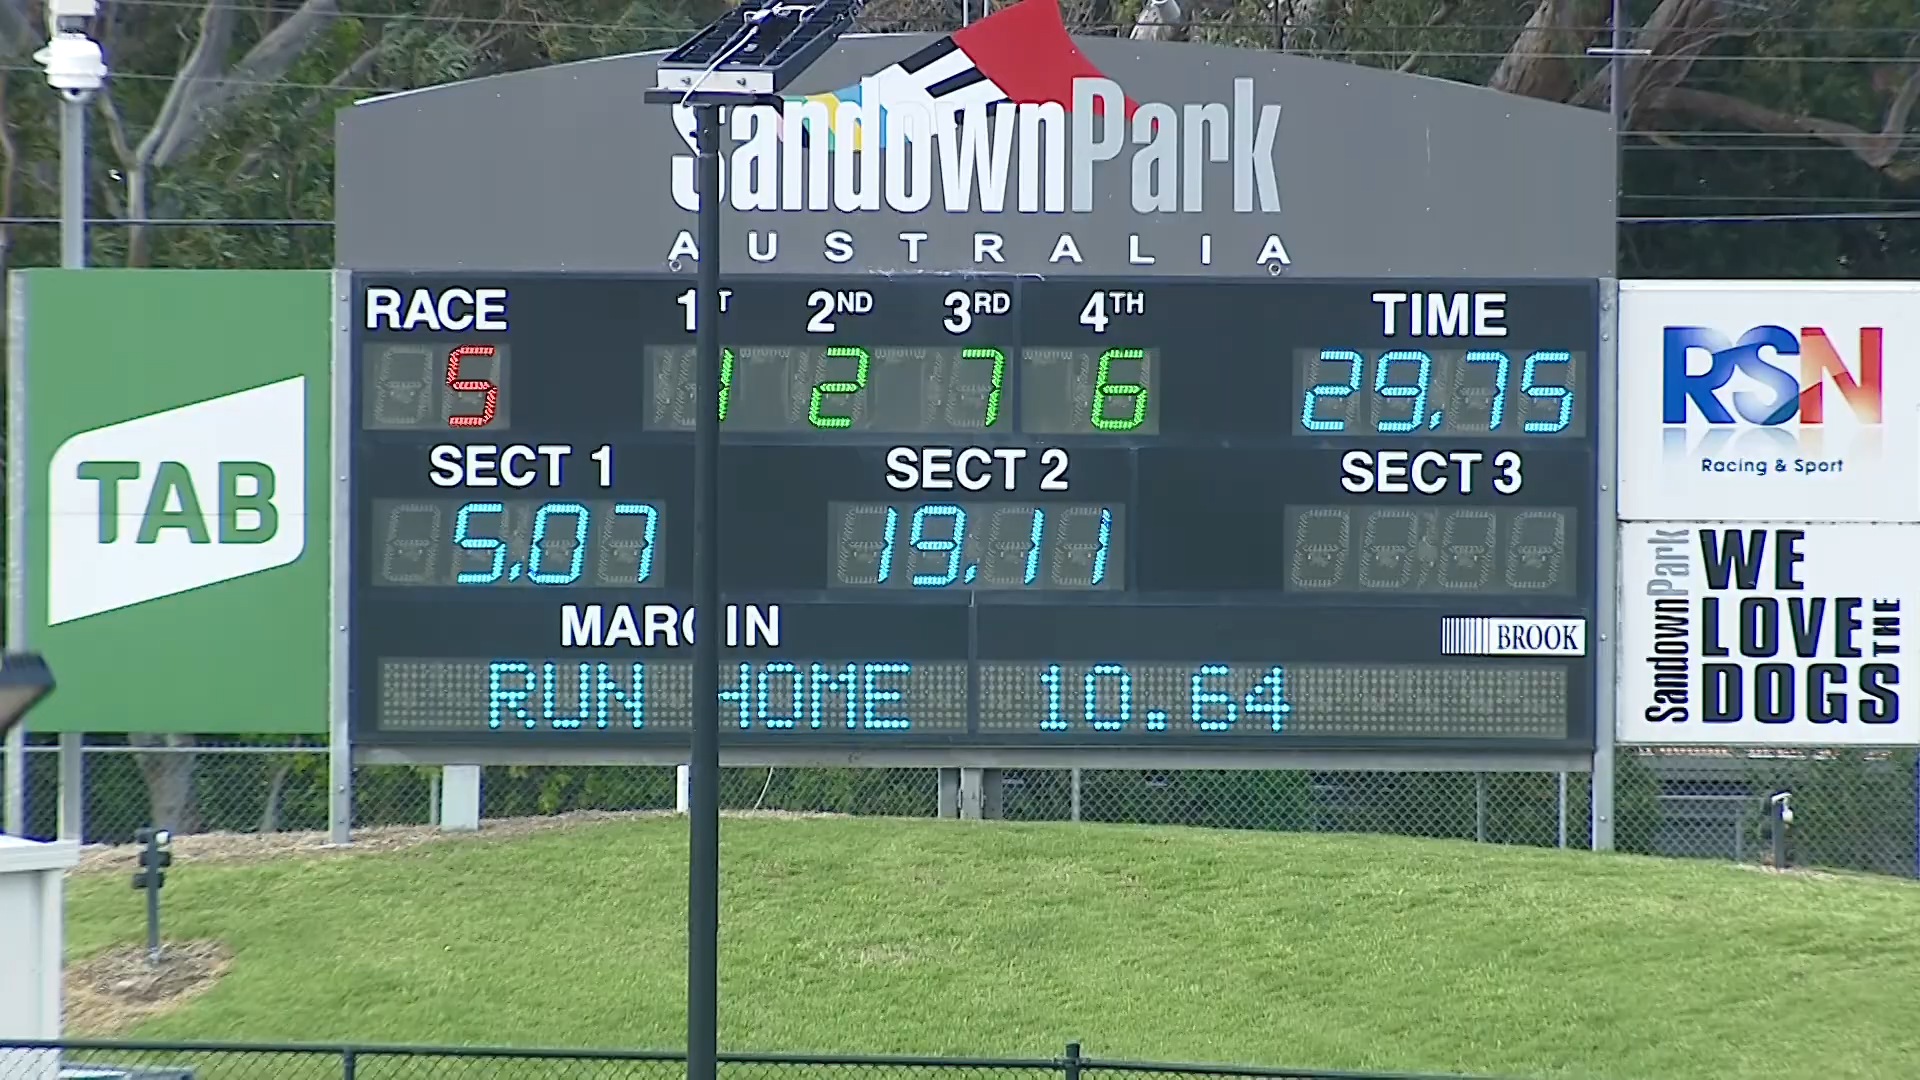 SandownPark
AUSTRALIA
RACE 1ST 2ND 3RD 4TH TIME
5 1 2 7 6 29.75
SECT 1 SECT 2 SECT 3
5.07 19.11
MARGIN
BROOK
RUN HOME 10.64
TAB
RSN
Racing & Sport
SandownPark
WE
LOVE THE
DOGS